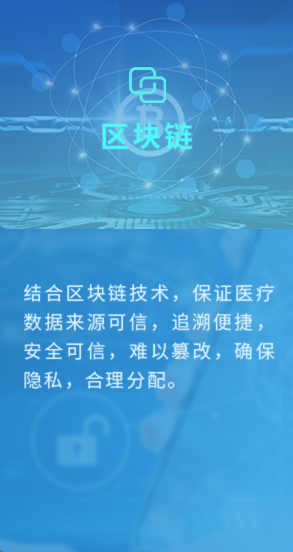 区块链
结合区块链技术，保证医疗
数据来源可信，追溯便捷，
安全可信，难以篡改，确保
隐私，合理分配。